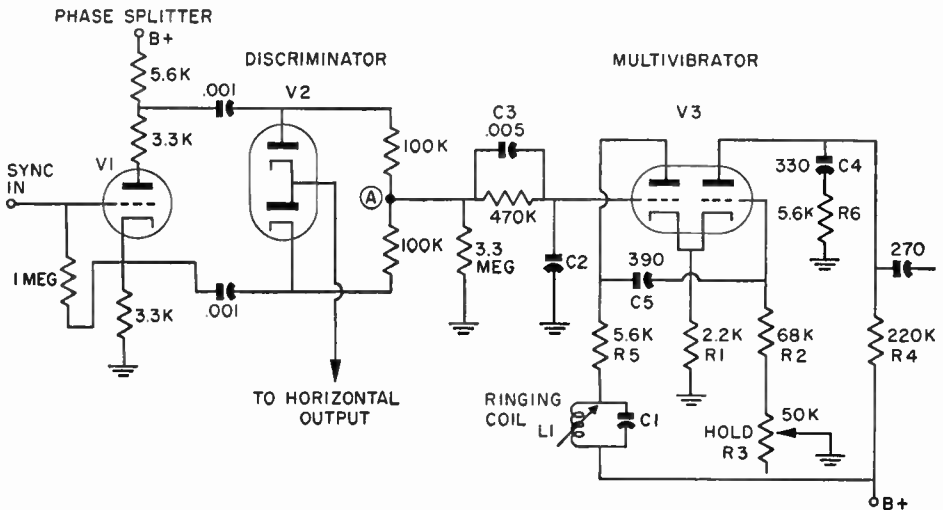 PHASE SPLITTER
B+
5.6K
.001
DISCRIMINATOR
V2
MULTIVIBRATOR
V3
3.3K
V1
SYNC
IN
1 MEG
3.3K
.001
100K
A
100K
TO HORIZONTAL
OUTPUT
C3
.005
470K
3.3
MEG
C2
390
C5
5.6K
R5
RINGING
COIL
L1
C1
2.2K
R1
68K
R2
50K
HOLD
R3
330
C4
5.6K
R6
270
220K
R4
B+